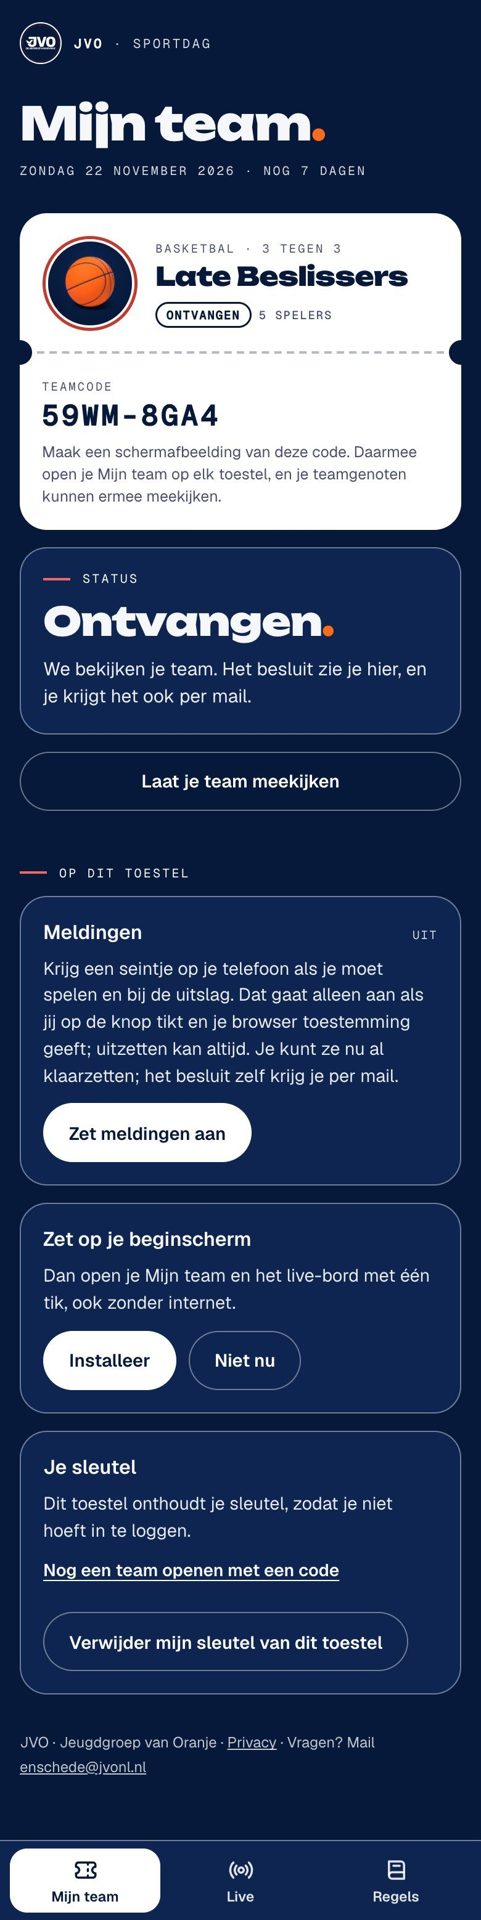 JVO
JVO · SPORTDAG
Mijn team.
ZONDAG 22 NOVEMBER 2026 · NOG 7 DAGEN
BASKETBAL · 3 TEGEN 3
Late Beslissers
ONTVANGEN 5 SPELERS
TEAMCODE
59WM-8GA4
Maak een schermafbeelding van deze code. Daarmee
open je Mijn team op elk toestel, en je teamgenoten
kunnen ermee meekijken.
STATUS
Ontvangen.
We bekijken je team. Het besluit zie je hier, en
je krijgt het ook per mail.
Laat je team meekijken
OP DIT TOESTEL
Meldingen UIT
Krijg een seintje op je telefoon als je moet
spelen en bij de uitslag. Dat gaat alleen aan als
jij op de knop tikt en je browser toestemming
geeft; uitzetten kan altijd. Je kunt ze nu al
klaarzetten; het besluit zelf krijg je per mail.
Zet meldingen aan
Zet op je beginscherm
Dan open je Mijn team en het live-bord met één
tik, ook zonder internet.
Installeer Niet nu
Je sleutel
Dit toestel onthoudt je sleutel, zodat je niet
hoeft in te loggen.
Nog een team openen met een code
Verwijder mijn sleutel van dit toestel
JVO · Jeugdgroep van Oranje · Privacy · Vragen? Mail
enschede@jvonl.nl
Mijn team Live Regels